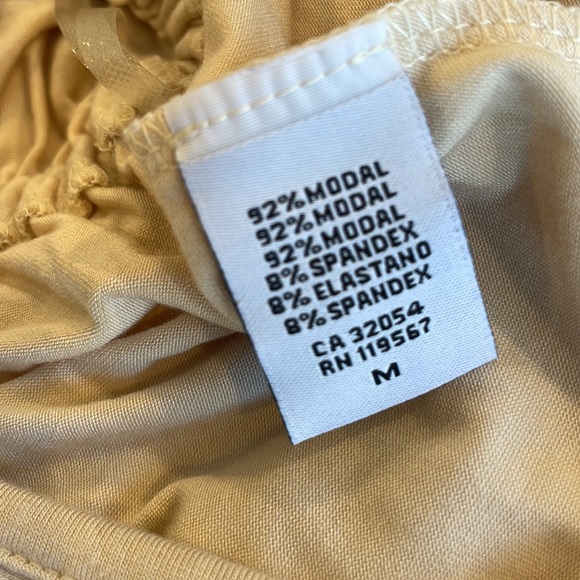 92% MODAL
92% MODAL
92% MODAL
8% SPANDEX
8% ELASTANO
8% SPANDEX
CA 32054
RN 119567
M